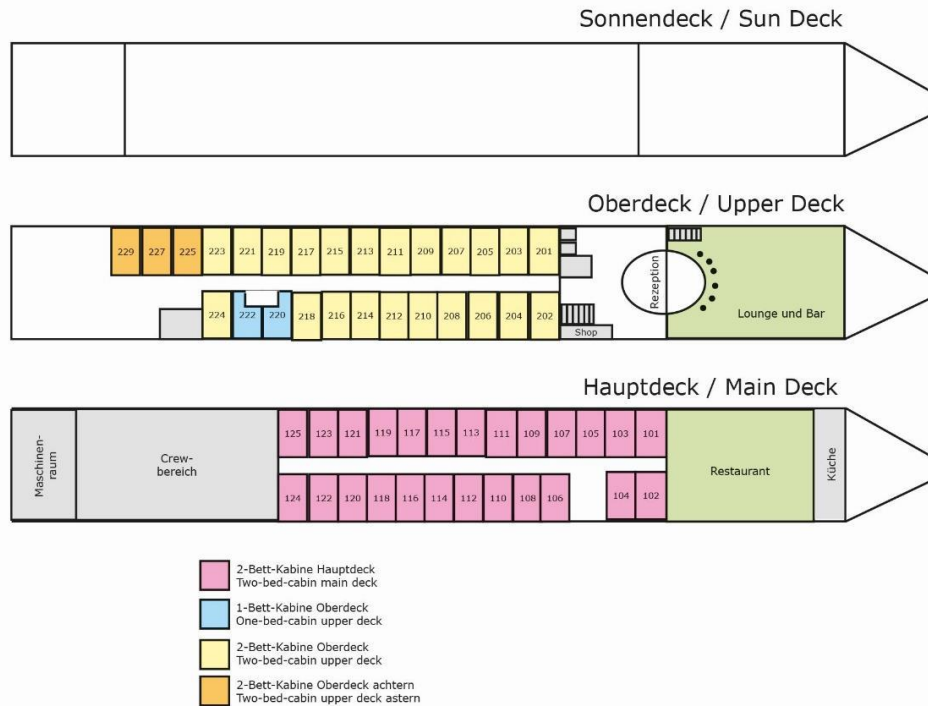 Sonnendeck / Sun Deck
Oberdeck / Upper Deck
229 227 225 223 221 219 217 215 213 211 209 207 205 203 201
Rezeption
224 222 220 218 216 214 212 210 208 206 204 202
Lounge und Bar
Shop
Hauptdeck / Main Deck
125 123 121 119 117 115 113 111 109 107 105 103 101
Maschinen-
raum
Crew-
bereich
Restaurant
Küche
124 122 120 118 116 114 112 110 108 106 104 102
2-Bett-Kabine Hauptdeck
Two-bed-cabin main deck
1-Bett-Kabine Oberdeck
One-bed-cabin upper deck
2-Bett-Kabine Oberdeck
Two-bed-cabin upper deck
2-Bett-Kabine Oberdeck achtern
Two-bed-cabin upper deck astern